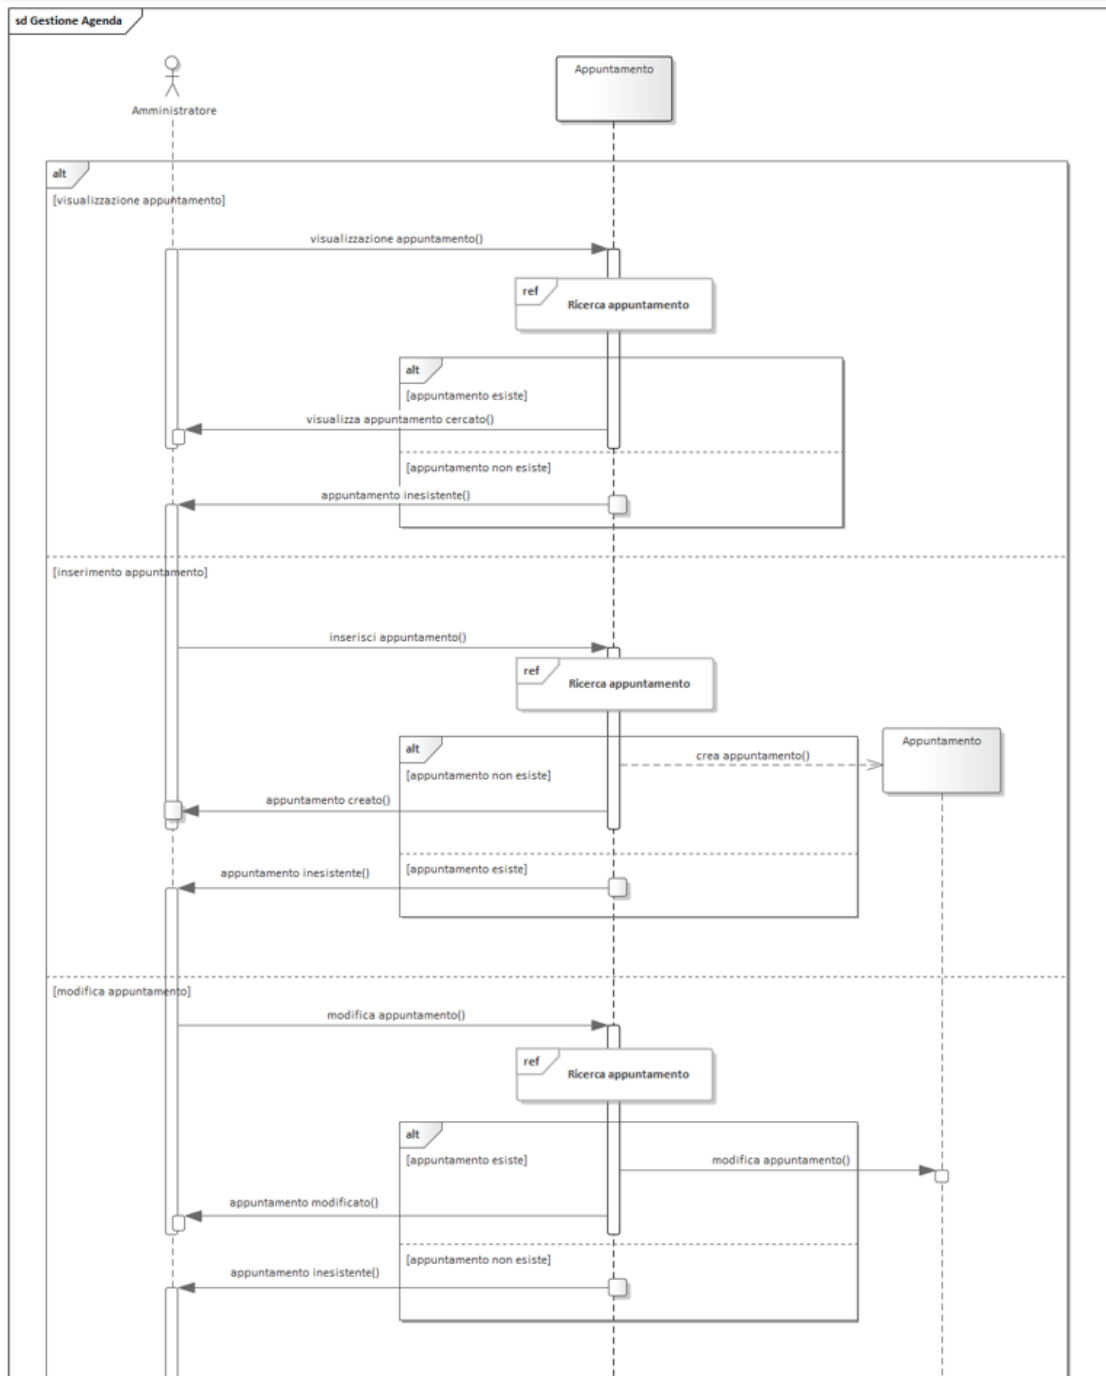 sd Gestione Agenda
Amministratore
Appuntamento
alt
[visualizzazione appuntamento]
visualizzazione appuntamento()
ref
Ricerca appuntamento
alt
[appuntamento esiste]
visualizza appuntamento cercato()
[appuntamento non esiste]
appuntamento inesistente()
[inserimento appuntamento]
inserisci appuntamento()
ref
Ricerca appuntamento
Appuntamento
alt
crea appuntamento()
[appuntamento non esiste]
appuntamento creato()
[appuntamento esiste]
appuntamento inesistente()
[modifica appuntamento]
modifica appuntamento()
ref
Ricerca appuntamento
alt
[appuntamento esiste]
modifica appuntamento()
appuntamento modificato()
[appuntamento non esiste]
appuntamento inesistente()